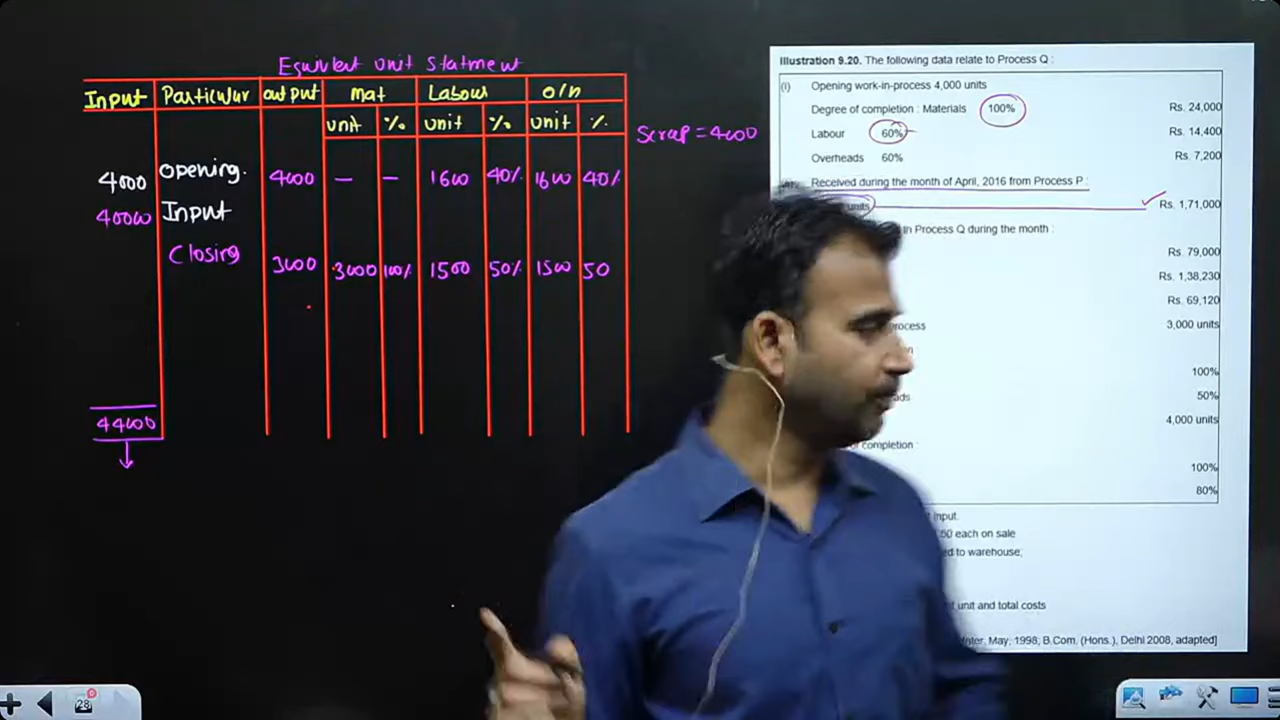 Equivlent unit Statment
Input Particular output Mat Labour O/H
unit % unit % unit %
Scrap = 4000
4000 Opening. 4000 — — 1600 40% 1600 40%
40000 Input
Closing 3000 3000 100% 1500 50% 1500 50
44000
Illustration 9.20. The following data relate to Process Q :
(i) Opening work-in-process 4,000 units
Degree of completion : Materials 100% Rs. 24,000
Labour 60% Rs. 14,400
Overheads 60% Rs. 7,200
Received during the month of April, 2016 from Process P :
units Rs. 1,71,000
in Process Q during the month :
Rs. 79,000
Rs. 1,38,230
Rs. 69,120
process 3,000 units
100%
50%
4,000 units
completion :
100%
80%
input.
50 each on sale
to warehouse;
unit and total costs
May, 1998; B.Com. (Hons.), Delhi 2008, adapted]
28
6